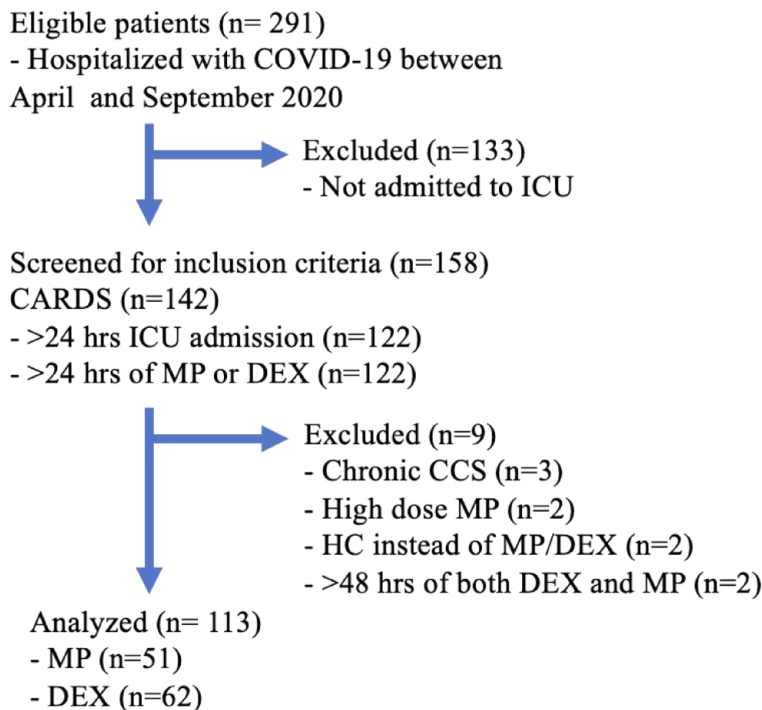 Eligible patients (n= 291)
- Hospitalized with COVID-19 between
April and September 2020
Excluded (n=133)
- Not admitted to ICU
Screened for inclusion criteria (n=158)
CARDS (n=142)
- >24 hrs ICU admission (n=122)
- >24 hrs of MP or DEX (n=122)
Excluded (n=9)
- Chronic CCS (n=3)
- High dose MP (n=2)
- HC instead of MP/DEX (n=2)
- >48 hrs of both DEX and MP (n=2)
Analyzed (n= 113)
- MP (n=51)
- DEX (n=62)